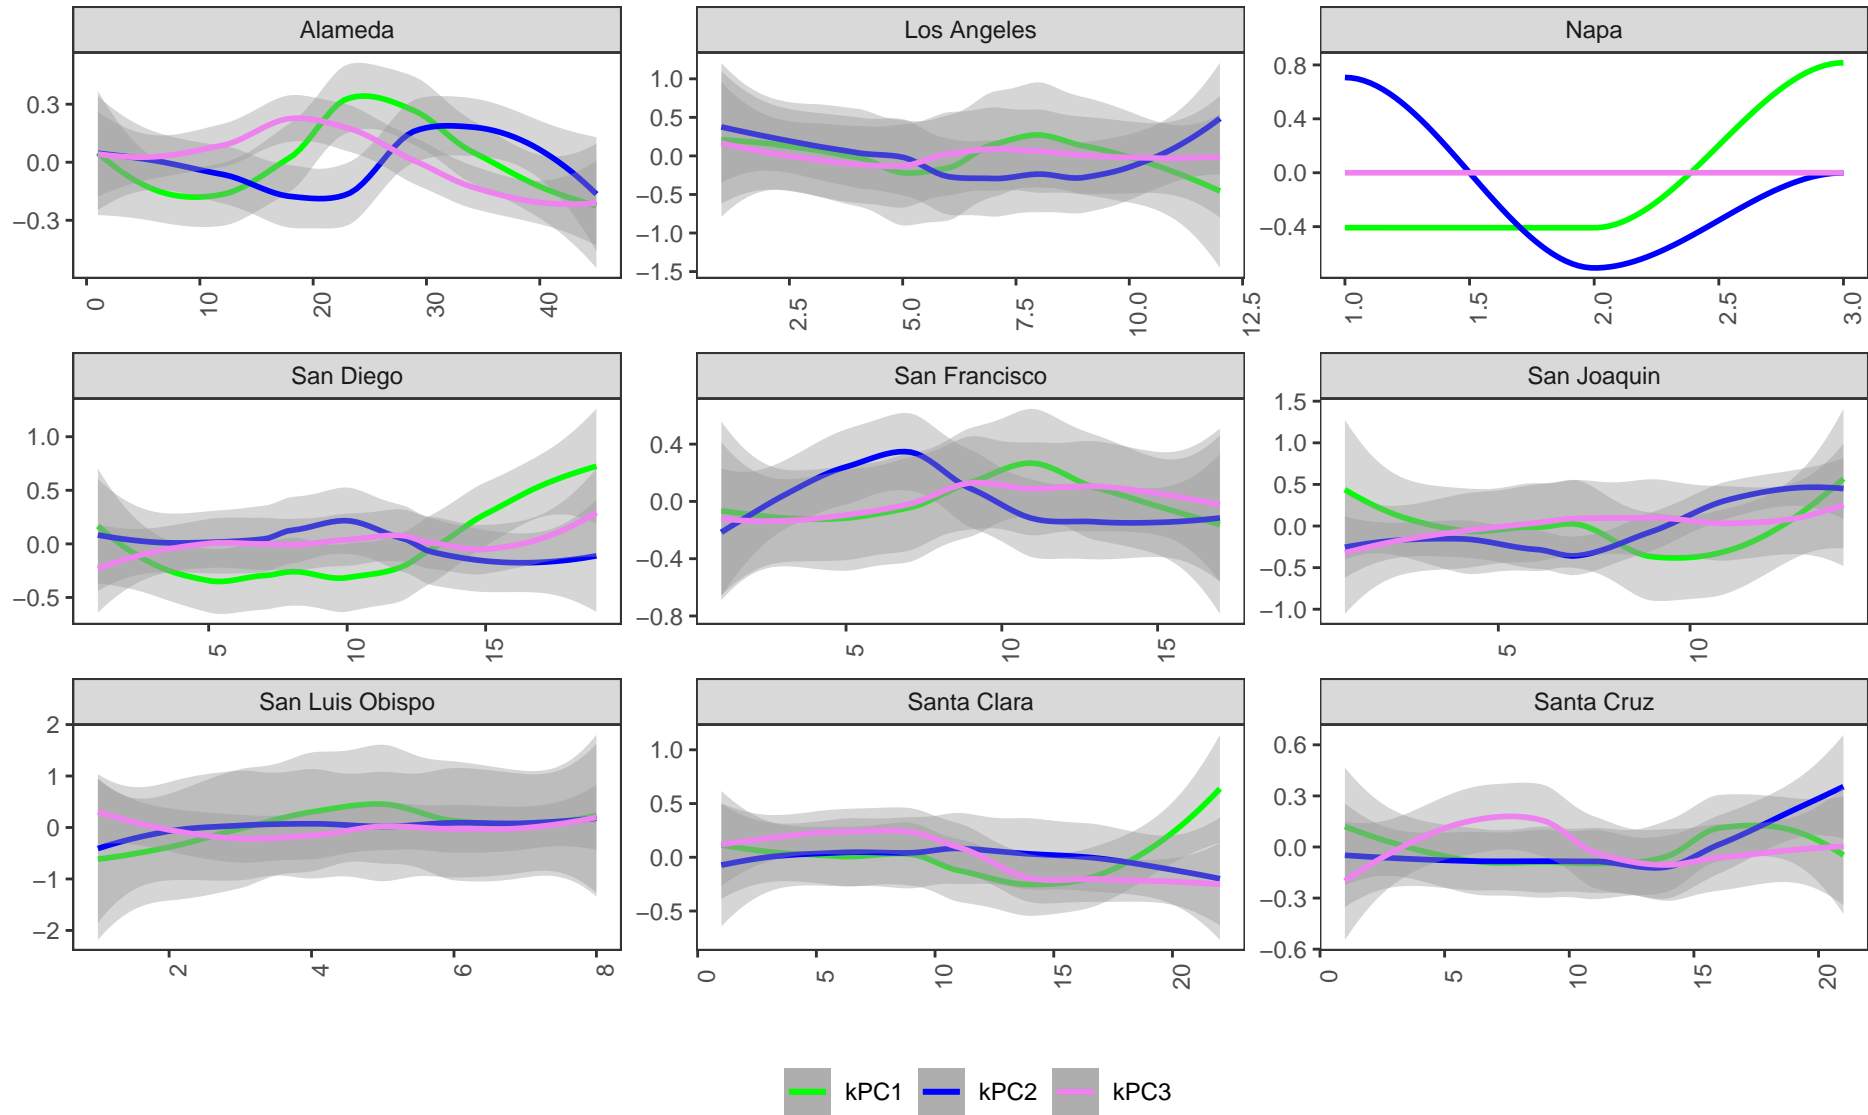 Alameda
0.3
0.0
−0.3
0 10 20 30 40
Los Angeles
1.0
0.5
0.0
−0.5
−1.0
−1.5
2.5 5.0 7.5 10.0 12.5
Napa
0.8
0.4
0.0
−0.4
1.0 1.5 2.0 2.5 3.0
San Diego
1.0
0.5
0.0
−0.5
5 10 15
San Francisco
0.4
0.0
−0.4
−0.8
5 10 15
San Joaquin
1.5
1.0
0.5
0.0
−0.5
−1.0
5 10
San Luis Obispo
2
1
0
−1
−2
2 4 6 8
Santa Clara
1.0
0.5
0.0
−0.5
0 5 10 15 20
Santa Cruz
0.6
0.3
0.0
−0.3
−0.6
0 5 10 15 20
kPC1 kPC2 kPC3